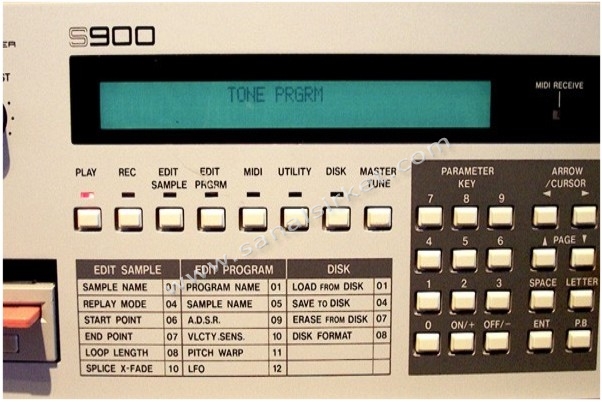 S900
TONE PRGRM
MIDI RECEIVE
PLAY
REC
EDIT SAMPLE
EDIT PRGRM
MIDI
UTILITY
DISK
MASTER TUNE
PARAMETER KEY
ARROW /CURSOR
7 8 9
4 5 6 ▲ PAGE ▼
1 2 3 SPACE LETTER
0 ON/+ OFF/− ENT P.B
EDIT SAMPLE
SAMPLE NAME
REPLAY MODE 04
START POINT 06
END POINT 07
LOOP LENGTH 08
SPLICE X-FADE 10
EDIT PROGRAM
PROGRAM NAME 01
SAMPLE NAME 05
A.D.S.R. 09
VLCTY.SENS. 10
PITCH WARP 11
LFO 12
DISK
LOAD FROM DISK 01
SAVE TO DISK 04
ERASE FROM DISK 07
DISK FORMAT 08